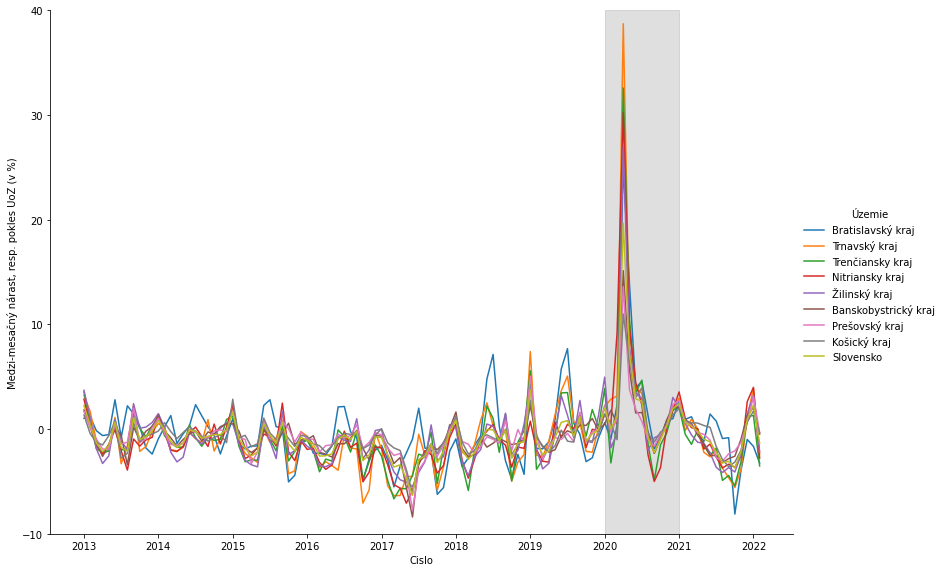 40
30
20
10
0
−10
Medzi-mesačný nárast, resp. pokles UoZ (v %)
2013 2014 2015 2016 2017 2018 2019 2020 2021 2022
Cislo
Územie
Bratislavský kraj
Trnavský kraj
Trenčiansky kraj
Nitriansky kraj
Žilinský kraj
Banskobystrický kraj
Prešovský kraj
Košický kraj
Slovensko